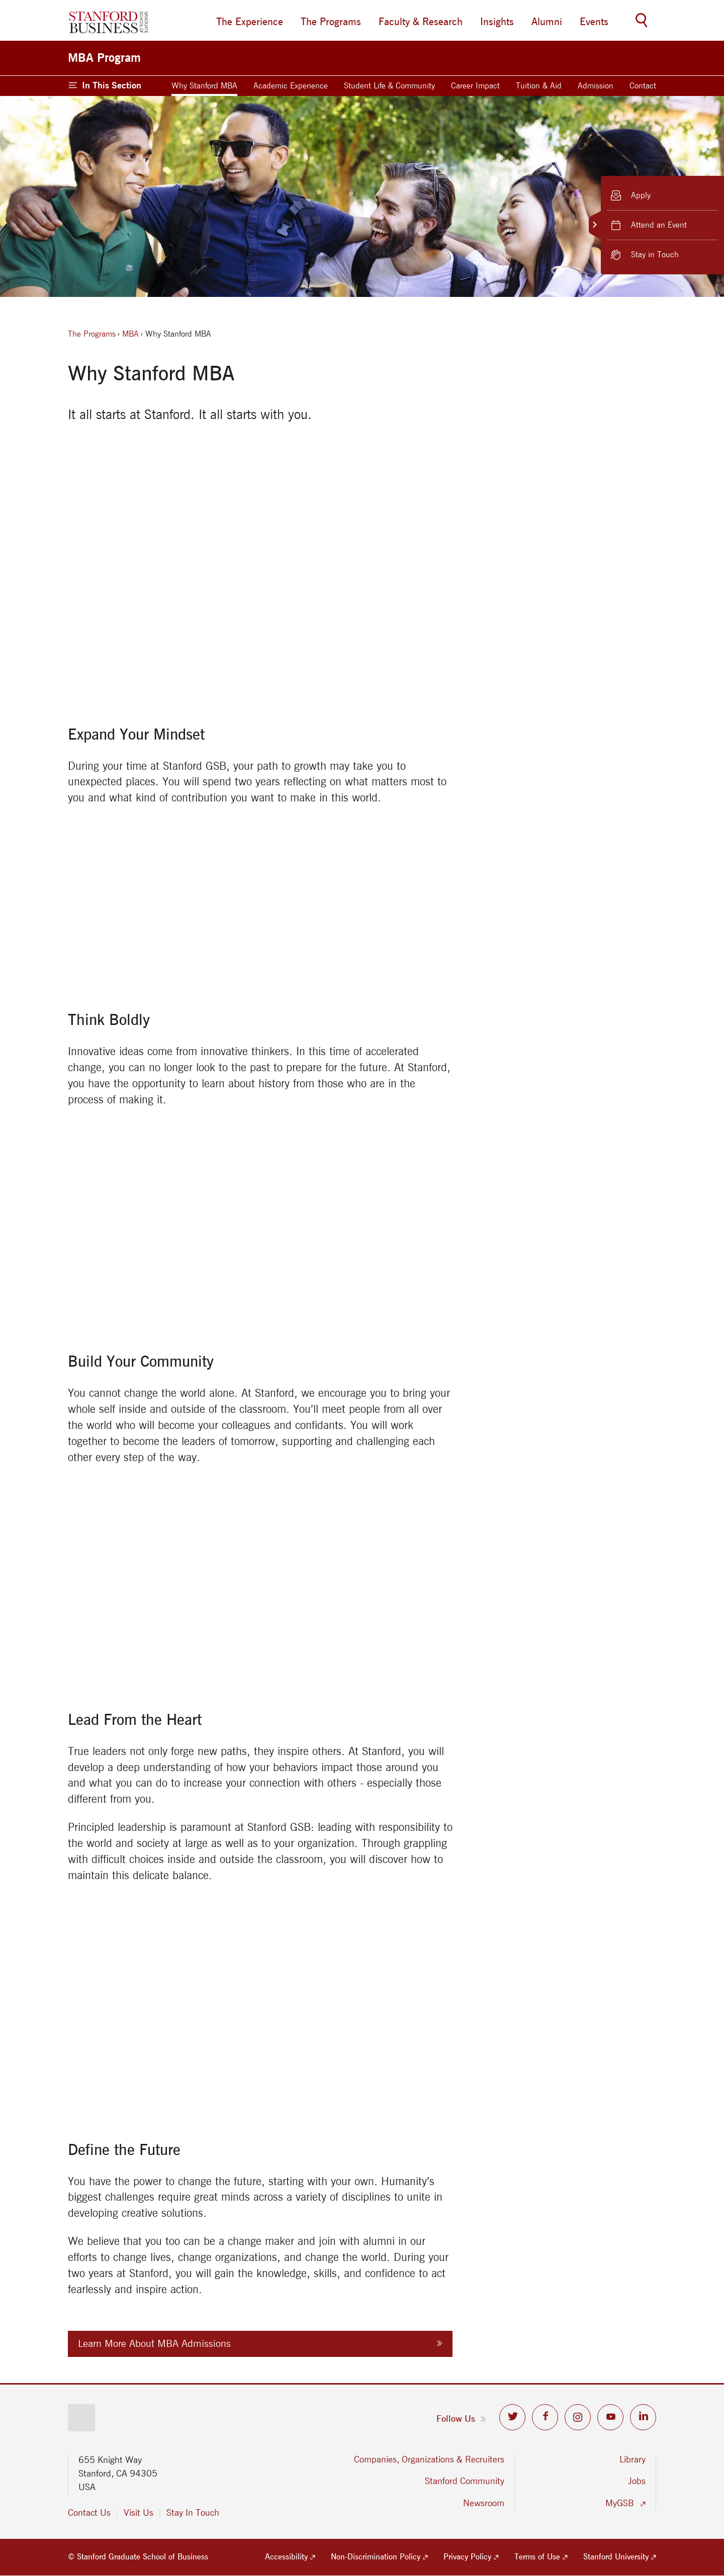 STANFORD
BUSINESS
GRADUATE
SCHOOL OF
The Experience
The Programs
Faculty & Research
Insights
Alumni
Events
MBA Program
In This Section
Why Stanford MBA
Academic Experience
Student Life & Community
Career Impact
Tuition & Aid
Admission
Contact
Apply
Attend an Event
Stay in Touch
The Programs › MBA › Why Stanford MBA
Why Stanford MBA
It all starts at Stanford. It all starts with you.
Expand Your Mindset
During your time at Stanford GSB, your path to growth may take you to
unexpected places. You will spend two years reflecting on what matters most to
you and what kind of contribution you want to make in this world.
Think Boldly
Innovative ideas come from innovative thinkers. In this time of accelerated
change, you can no longer look to the past to prepare for the future. At Stanford,
you have the opportunity to learn about history from those who are in the
process of making it.
Build Your Community
You cannot change the world alone. At Stanford, we encourage you to bring your
whole self inside and outside of the classroom. You’ll meet people from all over
the world who will become your colleagues and confidants. You will work
together to become the leaders of tomorrow, supporting and challenging each
other every step of the way.
Lead From the Heart
True leaders not only forge new paths, they inspire others. At Stanford, you will
develop a deep understanding of how your behaviors impact those around you
and what you can do to increase your connection with others - especially those
different from you.
Principled leadership is paramount at Stanford GSB: leading with responsibility to
the world and society at large as well as to your organization. Through grappling
with difficult choices inside and outside the classroom, you will discover how to
maintain this delicate balance.
Define the Future
You have the power to change the future, starting with your own. Humanity’s
biggest challenges require great minds across a variety of disciplines to unite in
developing creative solutions.
We believe that you too can be a change maker and join with alumni in our
efforts to change lives, change organizations, and change the world. During your
two years at Stanford, you will gain the knowledge, skills, and confidence to act
fearlessly and inspire action.
Learn More About MBA Admissions
Follow Us
655 Knight Way
Stanford, CA 94305
USA
Contact Us
Visit Us
Stay In Touch
Companies, Organizations & Recruiters
Stanford Community
Newsroom
Library
Jobs
MyGSB
© Stanford Graduate School of Business
Accessibility
Non-Discrimination Policy
Privacy Policy
Terms of Use
Stanford University